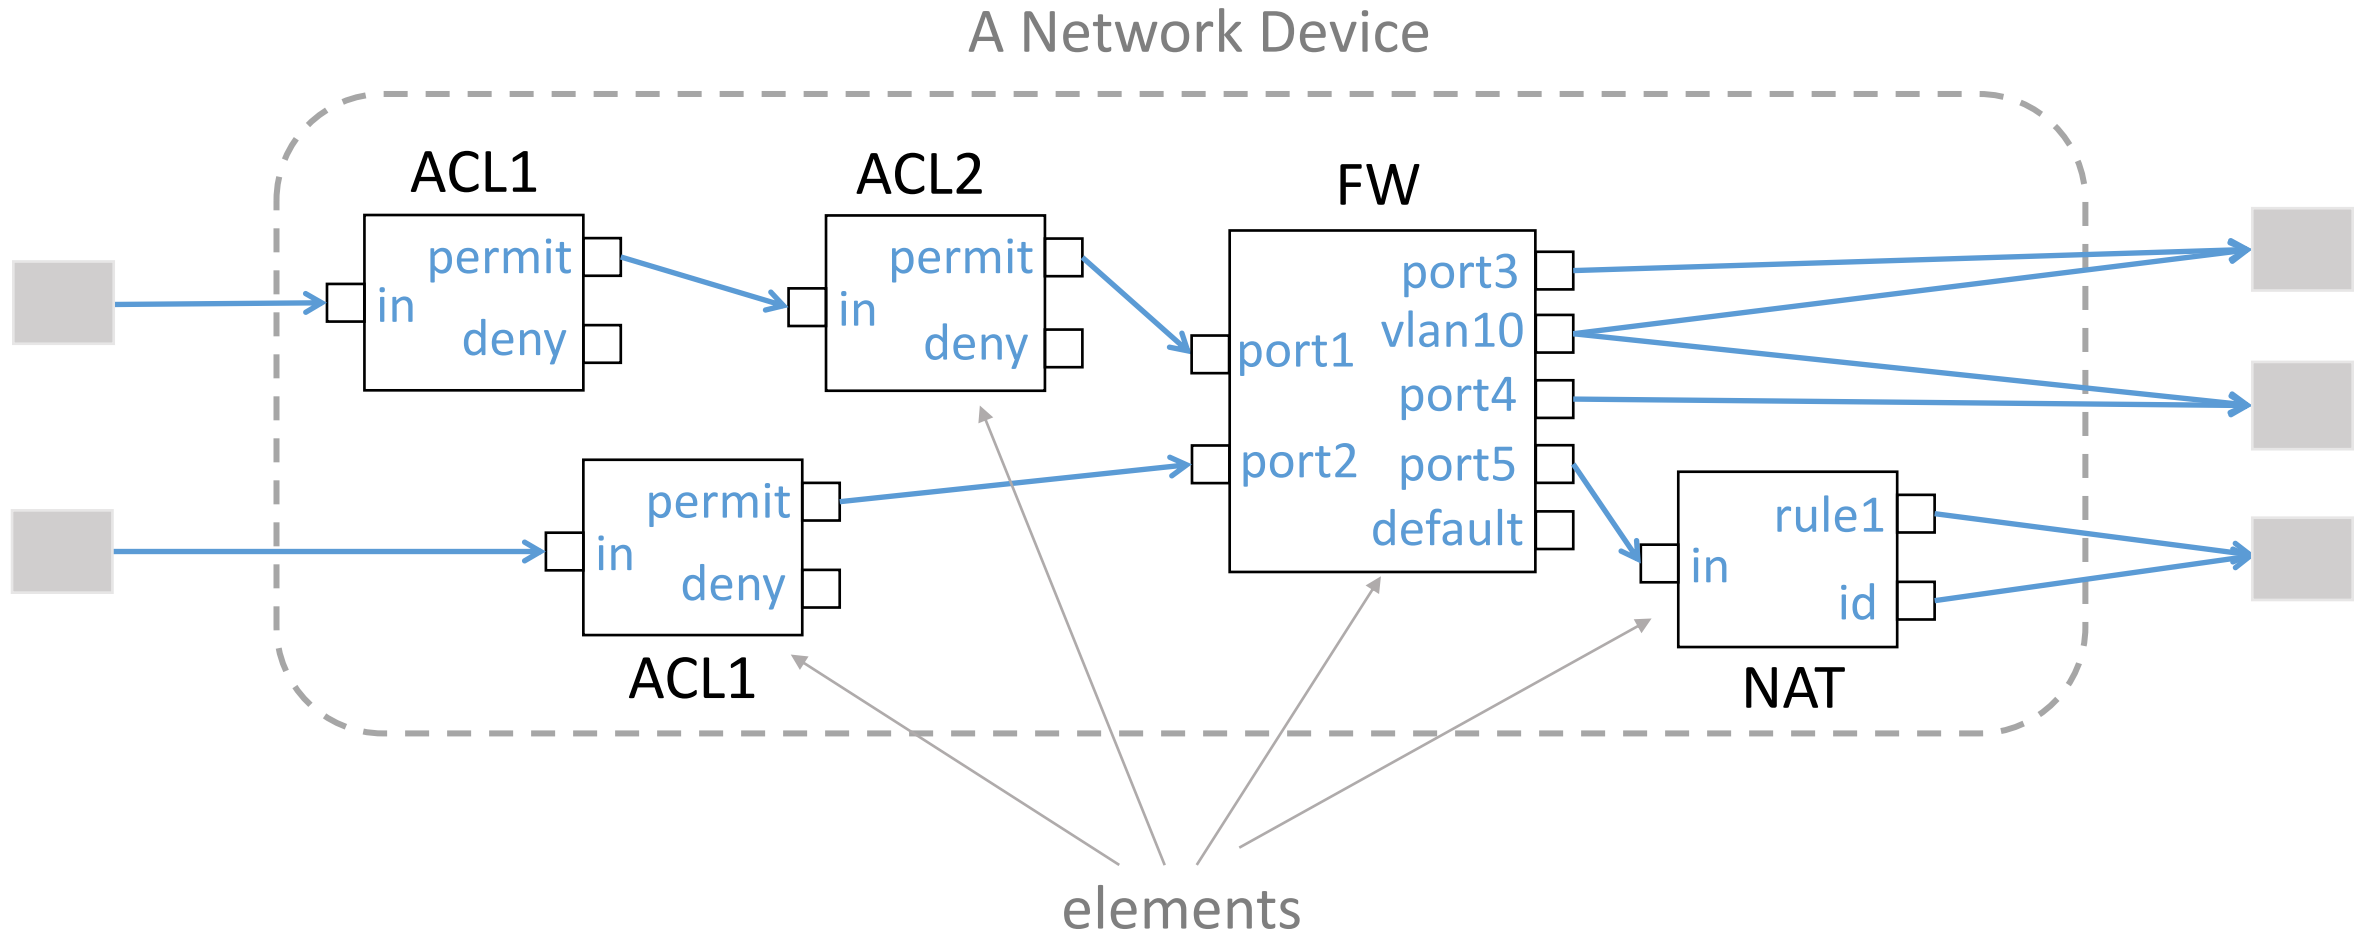 A Network Device
ACL1
permit
in
deny
ACL2
permit
in
deny
FW
port3
vlan10
port1
port4
port2
port5
default
permit
in
deny
ACL1
rule1
in
id
NAT
elements